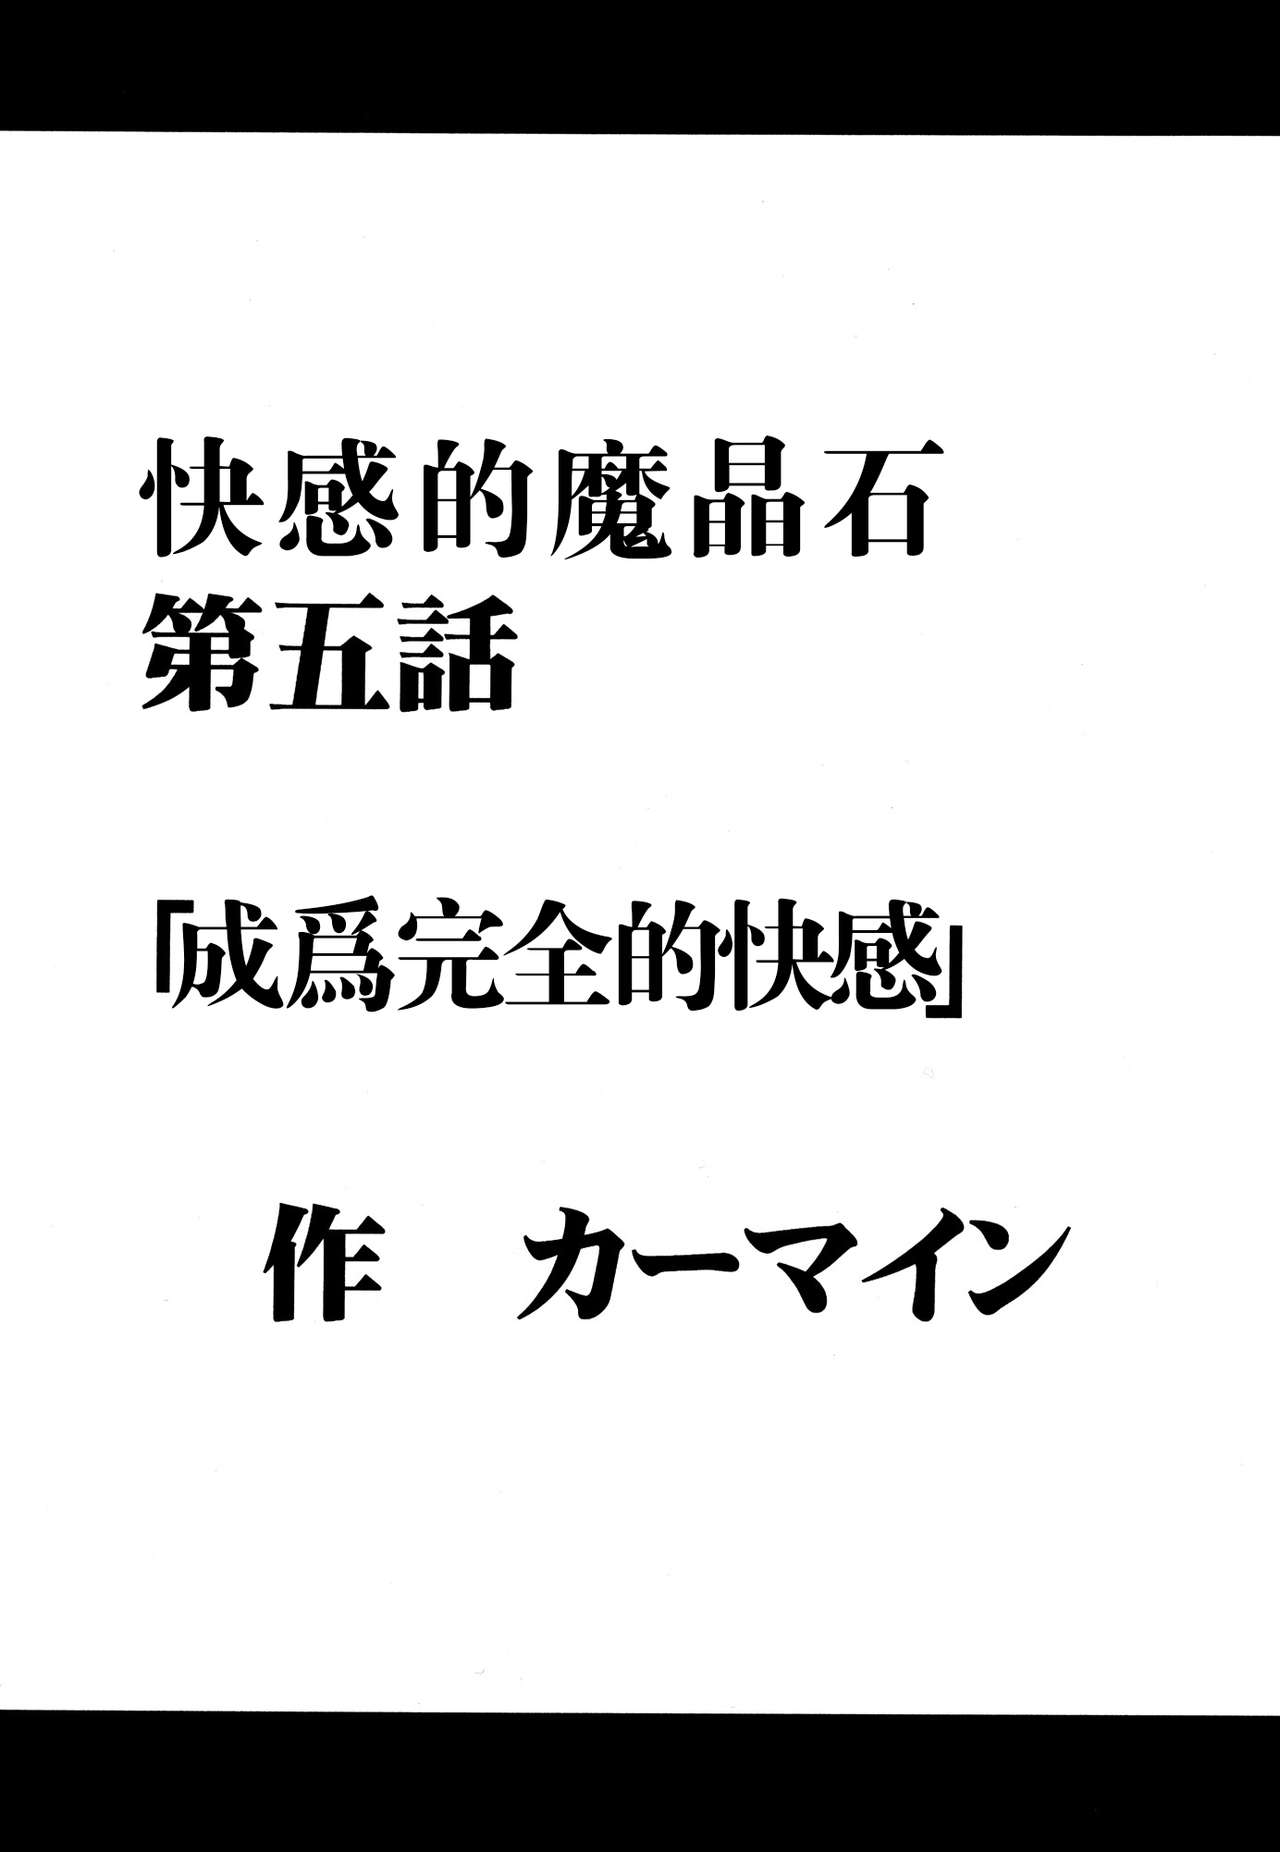 快感的魔晶石
第五話
「成爲完全的快感」
作　カーマイン